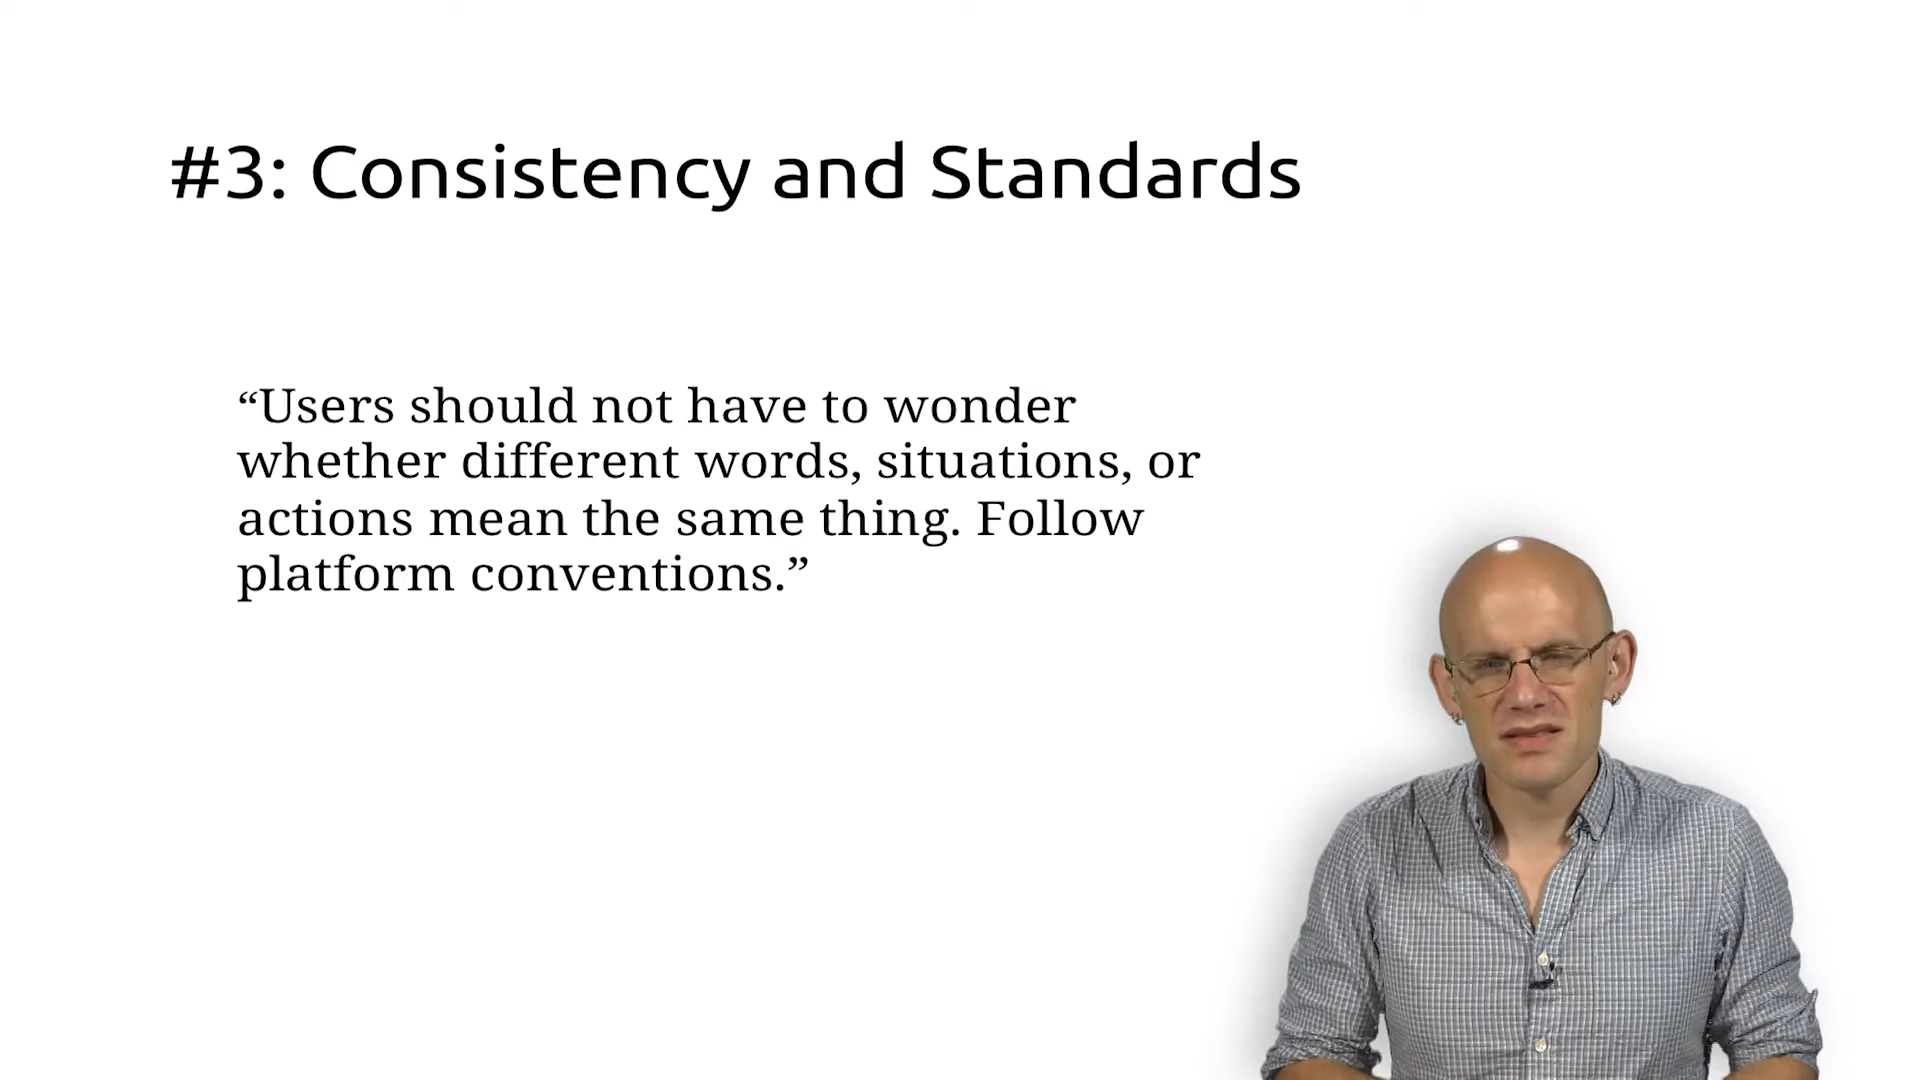 #3: Consistency and Standards
“Users should not have to wonder
whether different words, situations, or
actions mean the same thing. Follow
platform conventions.”